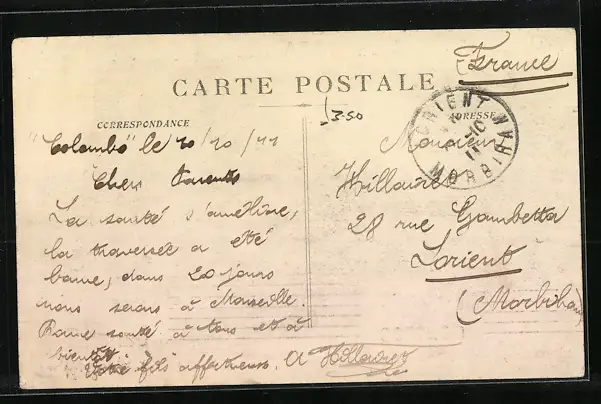 (France)
CARTE POSTALE
3.50
CORRESPONDANCE
ADRESSE
LORIENT MORBIHAN
"Colombo" le 20/10/11
Chers Parents
La santé s'améliore,
la traversée a été
bonne, dans 20 jours
nous serons à Marseille.
Bonne santé à tous et à
bientôt
Votre fils affectueux. A Hillairet
Monsieur
Hillairet
28 rue Gambetta
Lorient
(Morbihan)